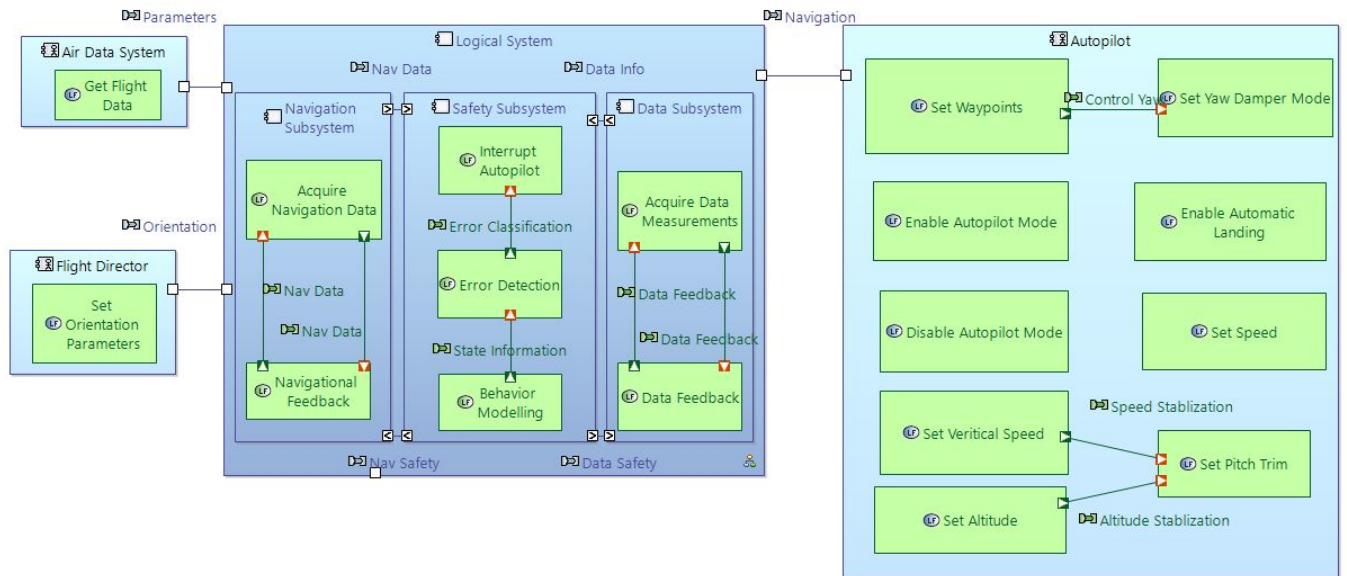 Parameters
Navigation
Air Data System
Get Flight
Data
Orientation
Flight Director
Set
Orientation
Parameters
Logical System
Nav Data
Data Info
Navigation
Subsystem
Acquire
Navigation Data
Nav Data
Nav Data
Navigational
Feedback
Safety Subsystem
Interrupt
Autopilot
Error Classification
Error Detection
State Information
Behavior
Modelling
Data Subsystem
Acquire Data
Measurements
Data Feedback
Data Feedback
Data Feedback
Nav Safety
Data Safety
Autopilot
Set Waypoints
Control Yaw
Set Yaw Damper Mode
Enable Autopilot Mode
Enable Automatic
Landing
Disable Autopilot Mode
Set Speed
Set Veritical Speed
Speed Stablization
Set Pitch Trim
Set Altitude
Altitude Stablization